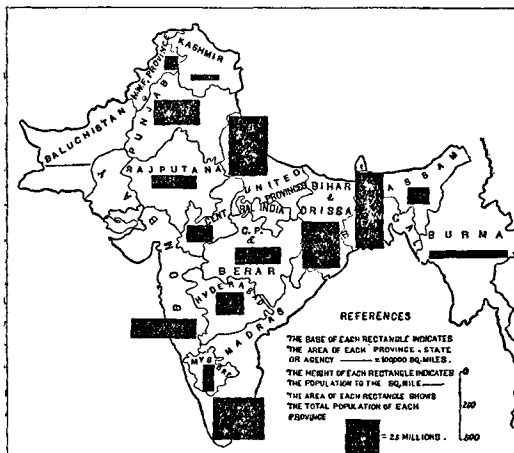 KASHMIR
N.W.F. PROVINCE
PUNJAB
BALUCHISTAN
RAJPUTANA
UNITED
PROVINCES
BIHAR
&
ORISSA
ASSAM
CENTRAL INDIA
C. P.
&
BERAR
BURMA
BOMBAY
HYDERABAD
MADRAS
MYSORE
BENGAL
REFERENCES
THE BASE OF EACH RECTANGLE INDICATES
THE AREA OF EACH PROVINCE, STATE
OR AGENCY —— = 100000 SQ. MILES.
THE HEIGHT OF EACH RECTANGLE INDICATES
THE POPULATION TO THE SQ. MILE ——
THE AREA OF EACH RECTANGLE SHOWS
THE TOTAL POPULATION OF EACH
PROVINCE
0
250
500
= 25 MILLIONS.